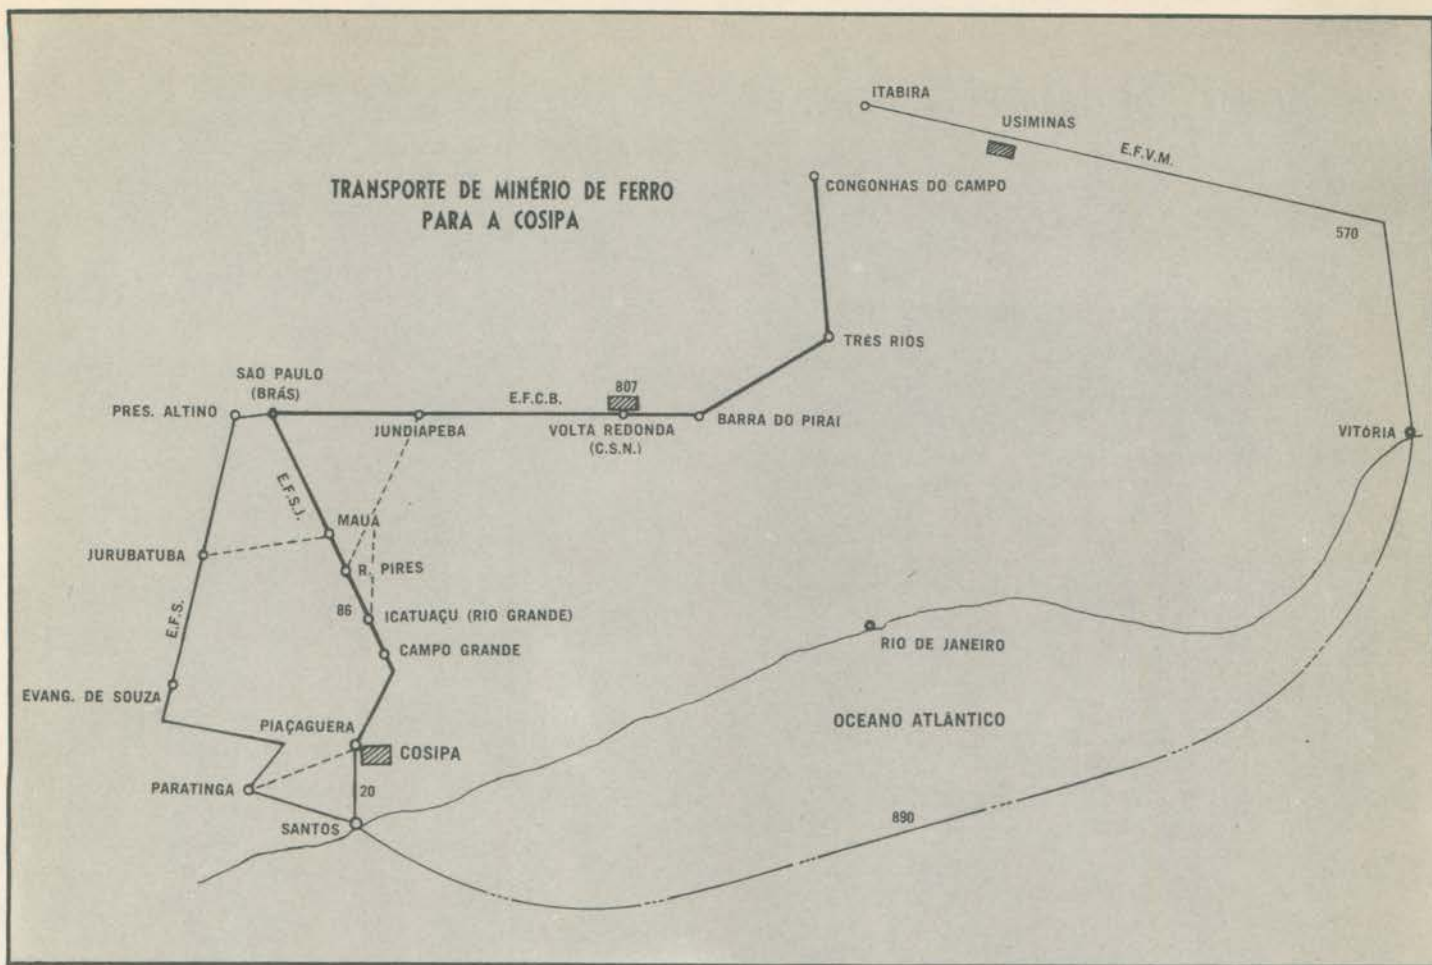 ITABIRA
USIMINAS
E.F.V.M.
TRANSPORTE DE MINÉRIO DE FERRO
PARA A COSIPA
CONGONHAS DO CAMPO
570
TRÊS RIOS
SAO PAULO
(BRÁS)
807
E.F.C.B.
PRES. ALTINO
JUNDIAPEBA
VOLTA REDONDA
(C.S.N.)
BARRA DO PIRAI
VITÓRIA
E.F.S.J.
MAUÁ
JURUBATUBA
R. PIRES
E.F.S.
86
ICATUAÇU (RIO GRANDE)
RIO DE JANEIRO
CAMPO GRANDE
EVANG. DE SOUZA
PIAÇAGUERA
OCEANO ATLÂNTICO
COSIPA
PARATINGA
20
SANTOS
890